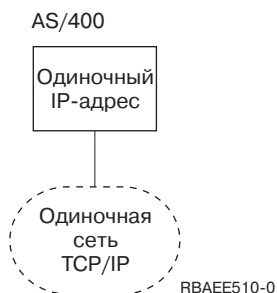 AS/400
Одиночный
IP-адрес
Одиночная
сеть
TCP/IP
RBAEE510-0